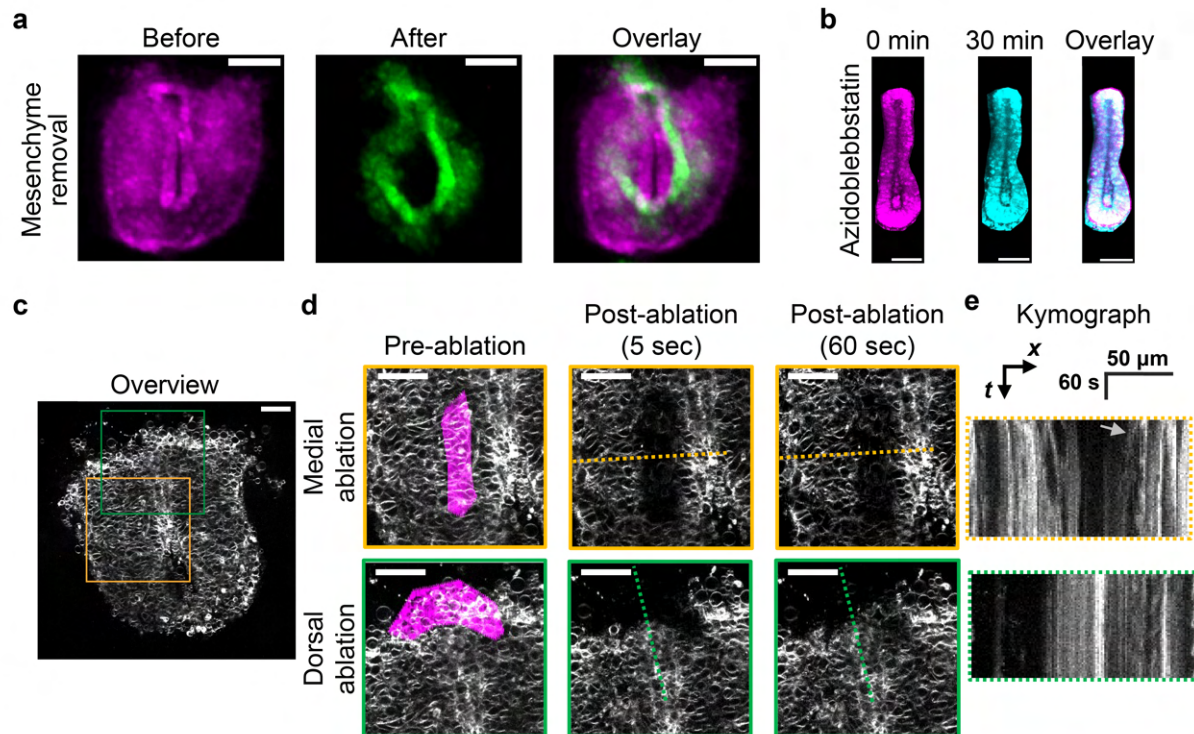 a
Before
After
Overlay
Mesenchyme
removal
b
0 min
30 min
Overlay
Azidoblebbstatin
c
Overview
d
Pre-ablation
Post-ablation
(5 sec)
Post-ablation
(60 sec)
Medial
ablation
Dorsal
ablation
e
Kymograph
x
t
50 µm
60 s